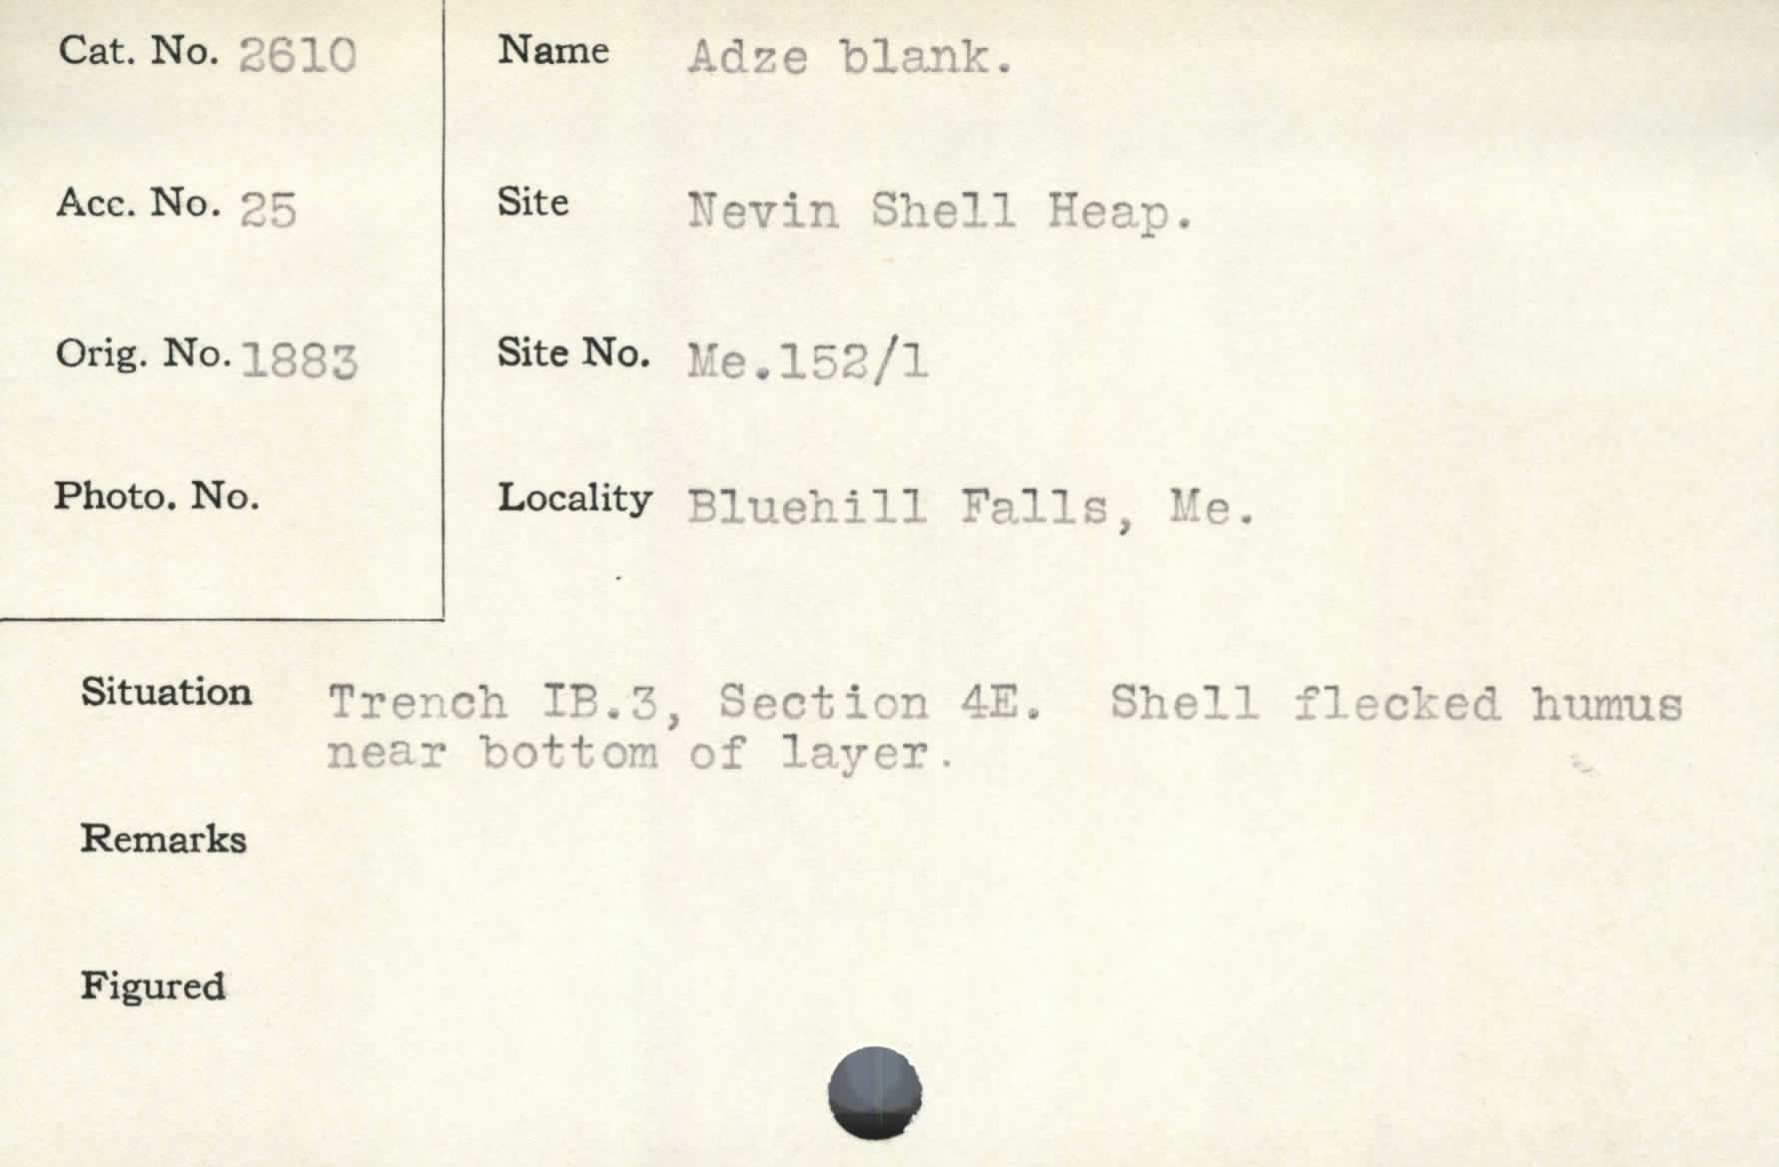 Cat. No. 2610
Name Adze blank.
Acc. No. 25
Site Nevin Shell Heap.
Orig. No. 1883
Site No. Me.152/1
Photo. No.
Locality Bluehill Falls, Me.
Situation Trench IB.3, Section 4E. Shell flecked humus
near bottom of layer.
Remarks
Figured